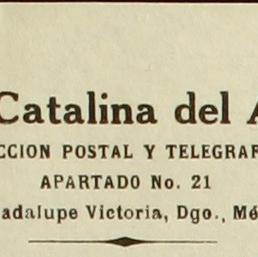 Catalina del A
CCION POSTAL Y TELEGRAF
APARTADO No. 21
adalupe Victoria, Dgo., Mé